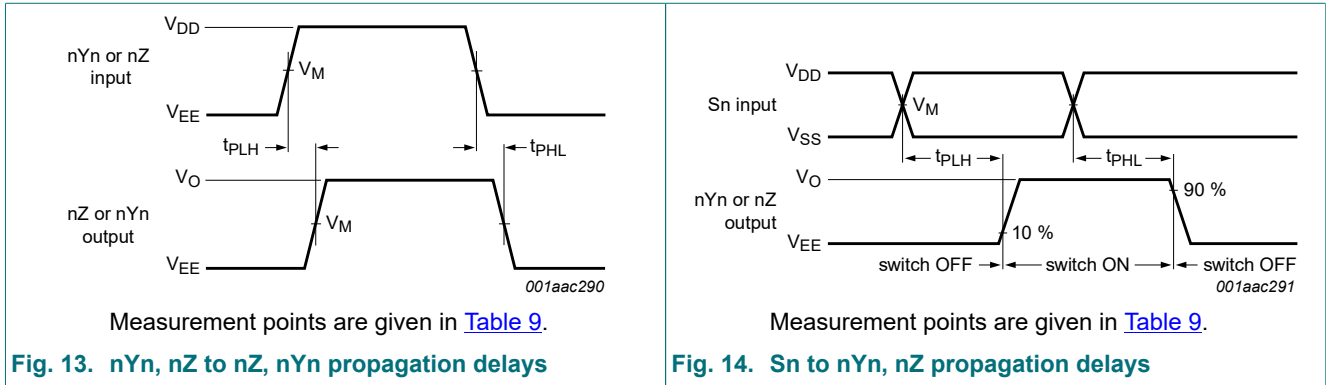 VDD
nYn or nZ
input
VM
VEE
tPLH
tPHL
VO
nZ or nYn
output
VM
VEE
001aac290
Measurement points are given in Table 9.
Fig. 13. nYn, nZ to nZ, nYn propagation delays
VDD
Sn input
VM
VSS
tPLH
tPHL
VO
nYn or nZ
output
90 %
10 %
VEE
switch OFF
switch ON
switch OFF
001aac291
Measurement points are given in Table 9.
Fig. 14. Sn to nYn, nZ propagation delays